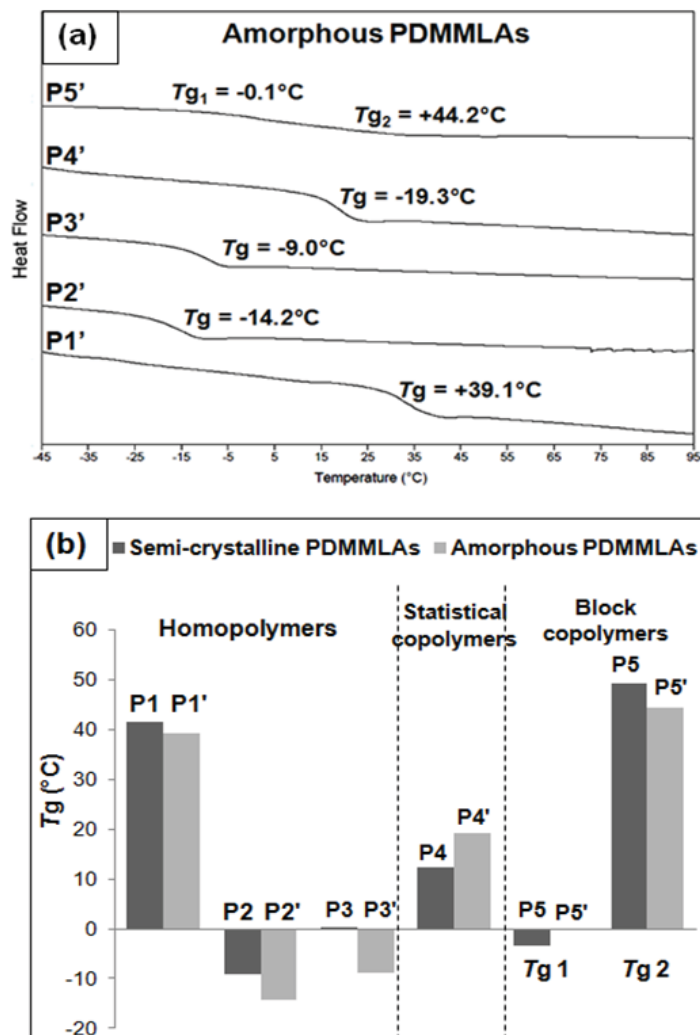 (a)
Amorphous PDMMLAs
P5’
Tg₁ = -0.1°C
Tg₂ = +44.2°C
P4’
Tg = -19.3°C
P3’
Tg = -9.0°C
P2’
Tg = -14.2°C
P1’
Tg = +39.1°C
Heat Flow
-45 -35 -25 -15 -5 5 15 25 35 45 55 65 75 85 95
Temperature (°C)
(b)
Semi-crystalline PDMMLAs Amorphous PDMMLAs
Homopolymers
Statistical
copolymers
Block
copolymers
Tg (°C)
60
50
40
30
20
10
0
-10
-20
P1 P1'
P2 P2'
P3 P3'
P4 P4'
P5 P5'
Tg 1
P5 P5'
Tg 2